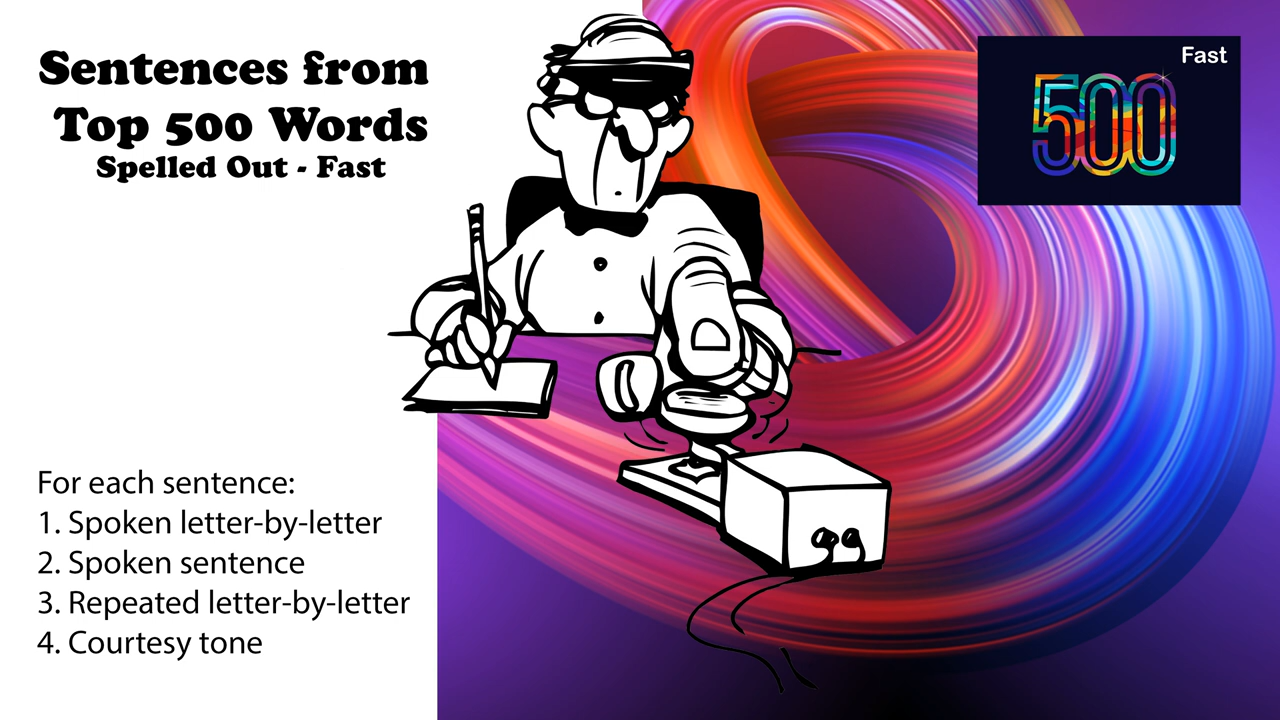 Sentences from
Top 500 Words
Spelled Out - Fast
Fast
500
For each sentence:
1. Spoken letter-by-letter
2. Spoken sentence
3. Repeated letter-by-letter
4. Courtesy tone